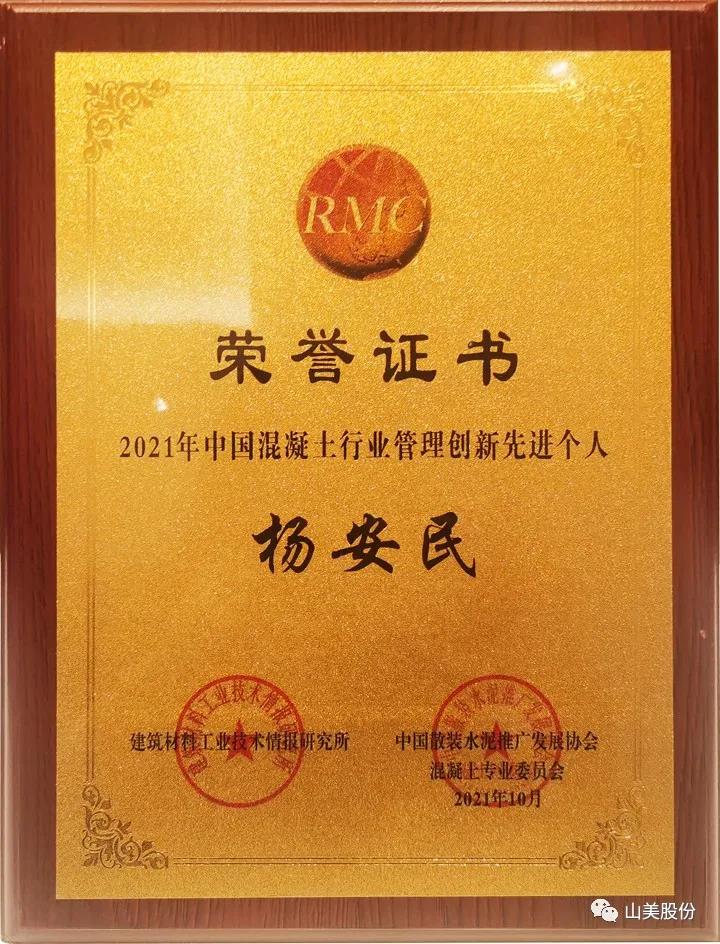 RMC
荣誉证书
2021年中国混凝土行业管理创新先进个人
杨安民
建筑材料工业技术情报研究所
中国散装水泥推广发展协会
混凝土专业委员会
2021年10月
山美股份